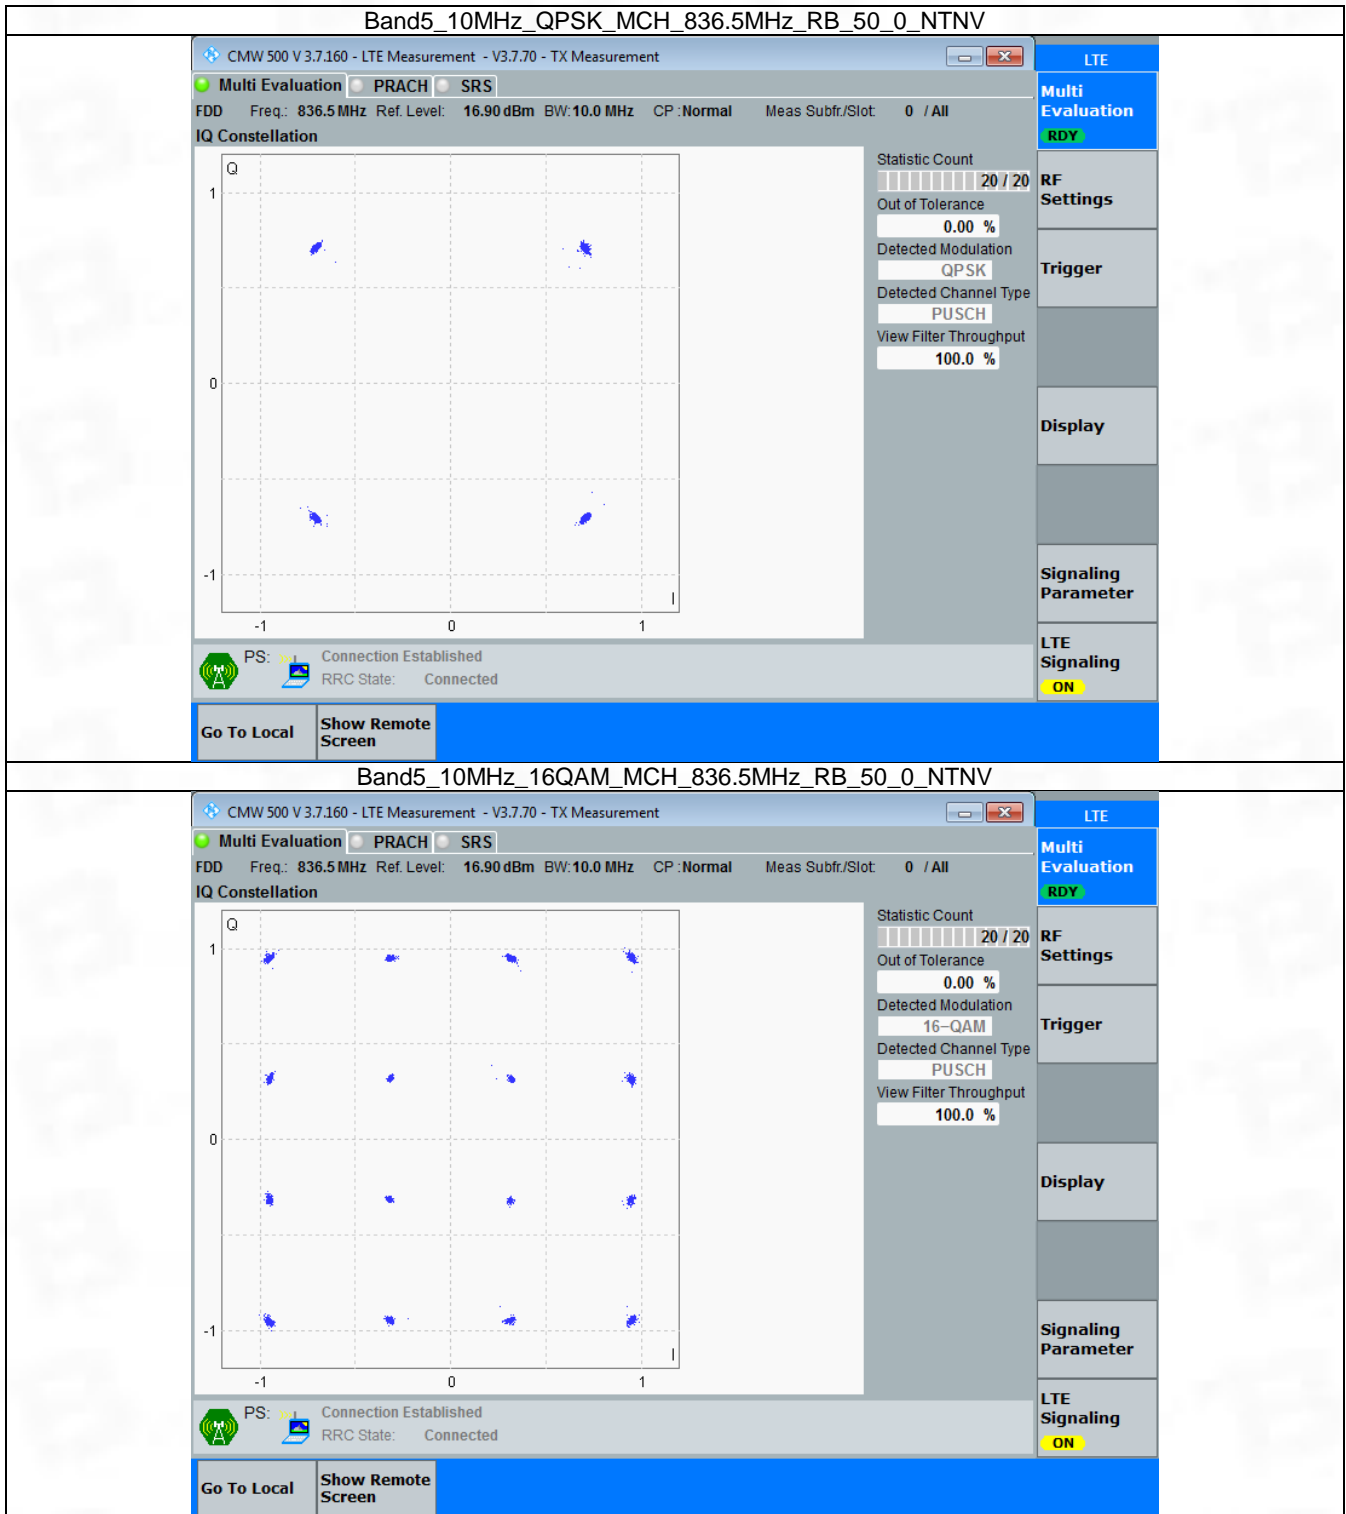 Band5_10MHz_QPSK_MCH_836.5MHz_RB_50_0_NTNV
CMW 500 V 3.7.160 - LTE Measurement - V3.7.70 - TX Measurement
LTE
Multi Evaluation PRACH SRS
Multi
Evaluation
RDY
FDD Freq.: 836.5 MHz Ref. Level: 16.90 dBm BW: 10.0 MHz CP : Normal Meas Subfr./Slot: 0 / All
IQ Constellation
Q
1
0
-1
I
-1 0 1
Statistic Count
20 / 20
Out of Tolerance
0.00 %
Detected Modulation
QPSK
Detected Channel Type
PUSCH
View Filter Throughput
100.0 %
RF
Settings
Trigger
Display
Signaling
Parameter
LTE
Signaling
ON
PS: Connection Established
RRC State: Connected
Go To Local
Show Remote
Screen
Band5_10MHz_16QAM_MCH_836.5MHz_RB_50_0_NTNV
CMW 500 V 3.7.160 - LTE Measurement - V3.7.70 - TX Measurement
LTE
Multi Evaluation PRACH SRS
Multi
Evaluation
RDY
FDD Freq.: 836.5 MHz Ref. Level: 16.90 dBm BW: 10.0 MHz CP : Normal Meas Subfr./Slot: 0 / All
IQ Constellation
Q
1
0
-1
I
-1 0 1
Statistic Count
20 / 20
Out of Tolerance
0.00 %
Detected Modulation
16-QAM
Detected Channel Type
PUSCH
View Filter Throughput
100.0 %
RF
Settings
Trigger
Display
Signaling
Parameter
LTE
Signaling
ON
PS: Connection Established
RRC State: Connected
Go To Local
Show Remote
Screen